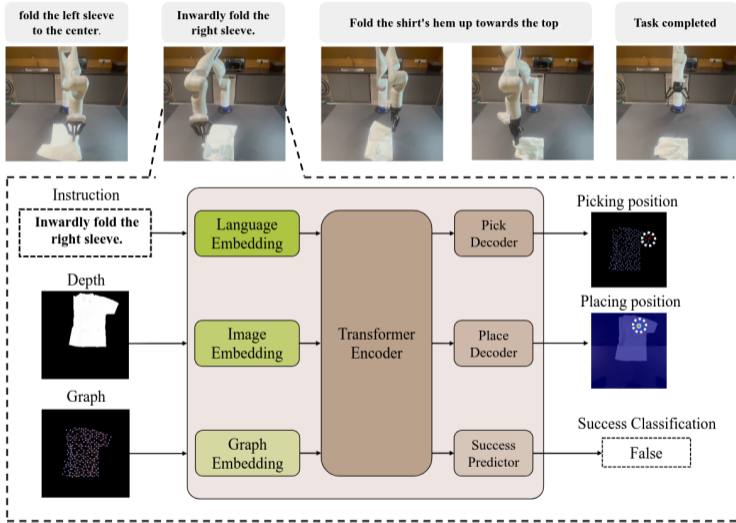 fold the left sleeve
to the center.
Inwardly fold the
right sleeve.
Fold the shirt's hem up towards the top
Task completed
Instruction
Inwardly fold the
right sleeve.
Depth
Graph
Language
Embedding
Image
Embedding
Graph
Embedding
Transformer
Encoder
Pick
Decoder
Place
Decoder
Success
Predictor
Picking position
Placing position
Success Classification
False